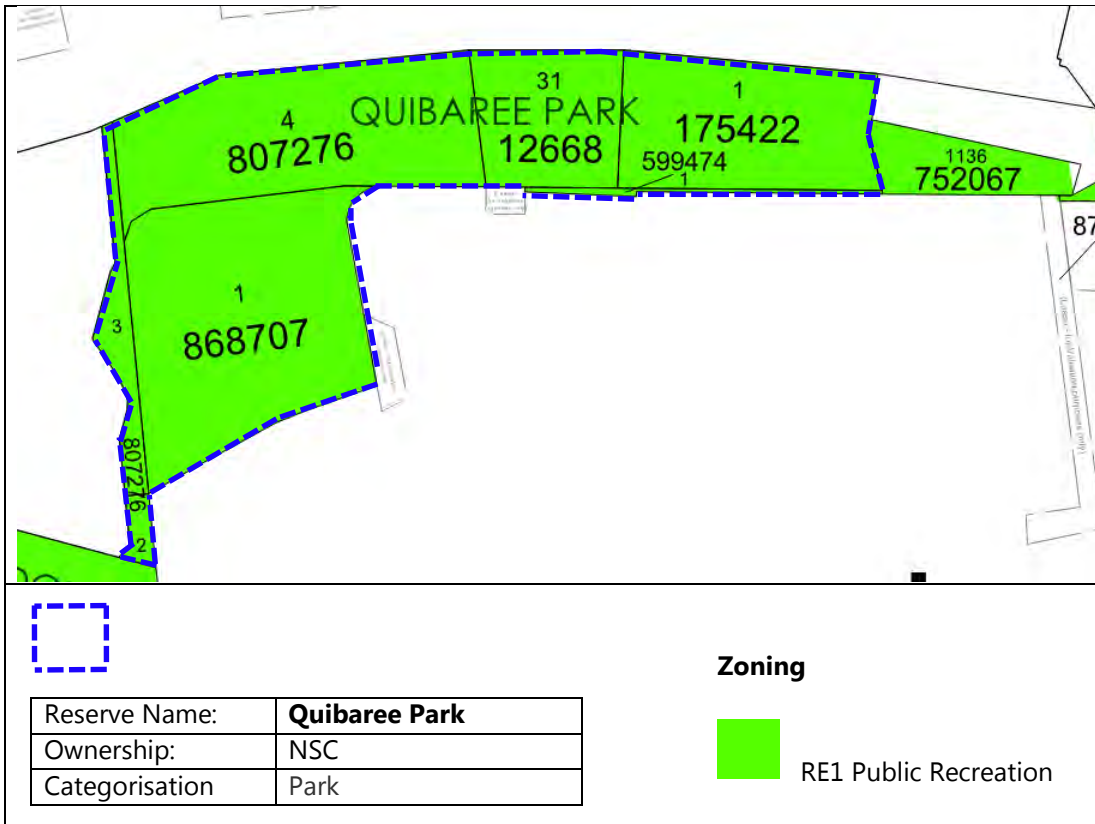 31
1
4
QUIBAREE PARK
175422
807276
12668
599474
1
1136
752067
87
1
868707
3
807276
2
Zoning
Reserve Name: Quibaree Park
Ownership: NSC
Categorisation Park
RE1 Public Recreation